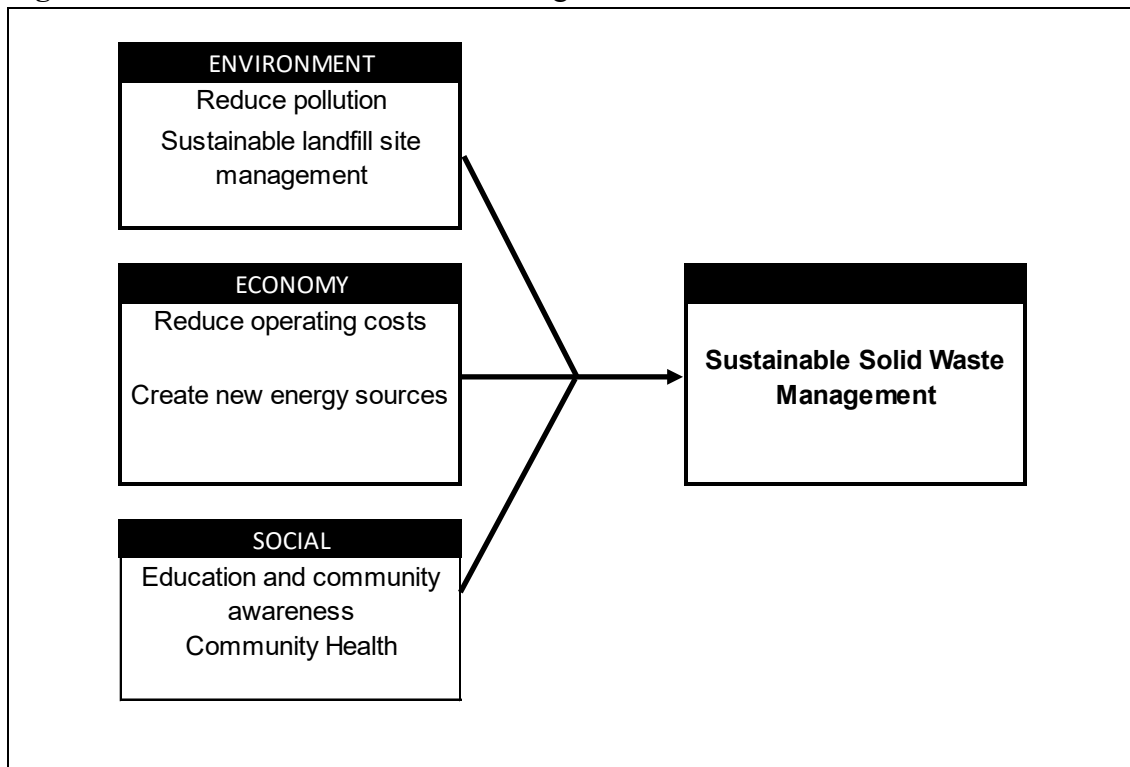 ENVIRONMENT
Reduce pollution
Sustainable landfill site
management
ECONOMY
Reduce operating costs
Create new energy sources
SOCIAL
Education and community
awareness
Community Health
Sustainable Solid Waste
Management